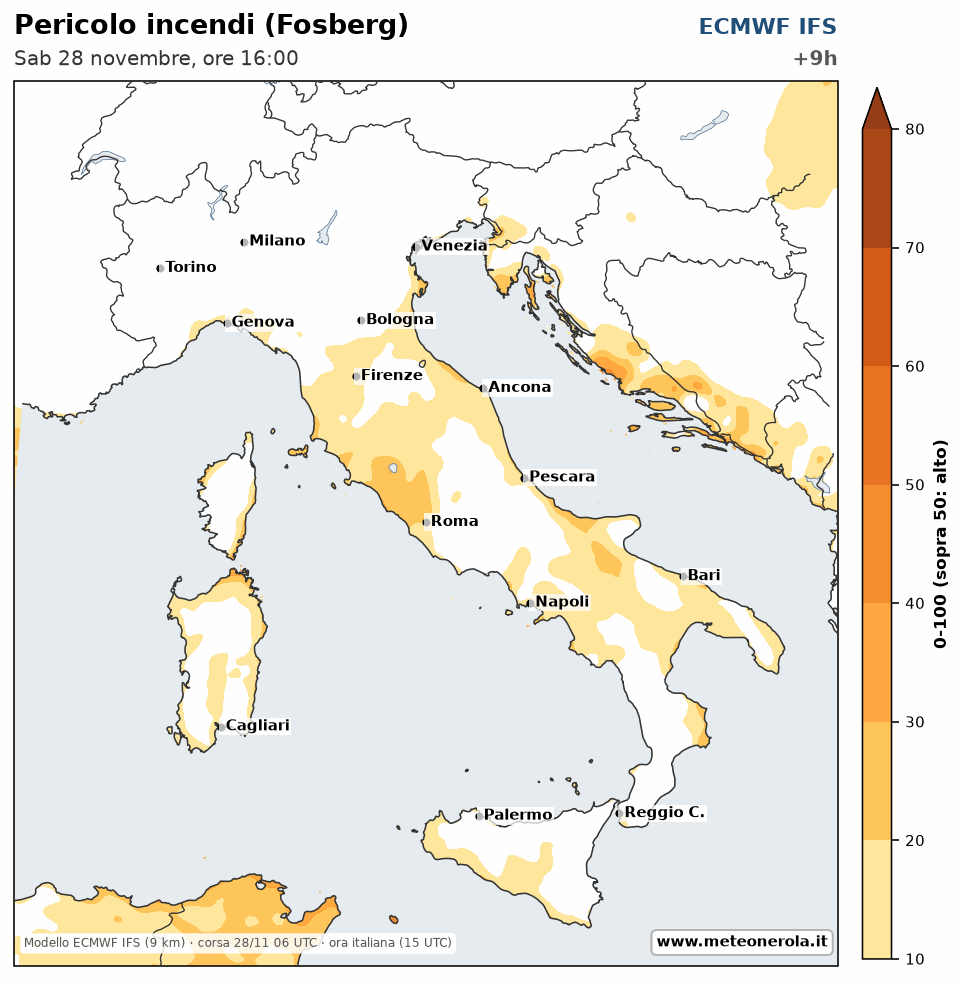 Pericolo incendi (Fosberg)
ECMWF IFS
Sab 28 novembre, ore 16:00
+9h
Milano
Torino
Venezia
Genova
Bologna
Firenze
Ancona
Pescara
Roma
Bari
Napoli
Cagliari
Palermo
Reggio C.
80
70
60
50
40
30
20
10
0-100 (sopra 50: alto)
Modello ECMWF IFS (9 km) · corsa 28/11 06 UTC · ora italiana (15 UTC)
www.meteonerola.it